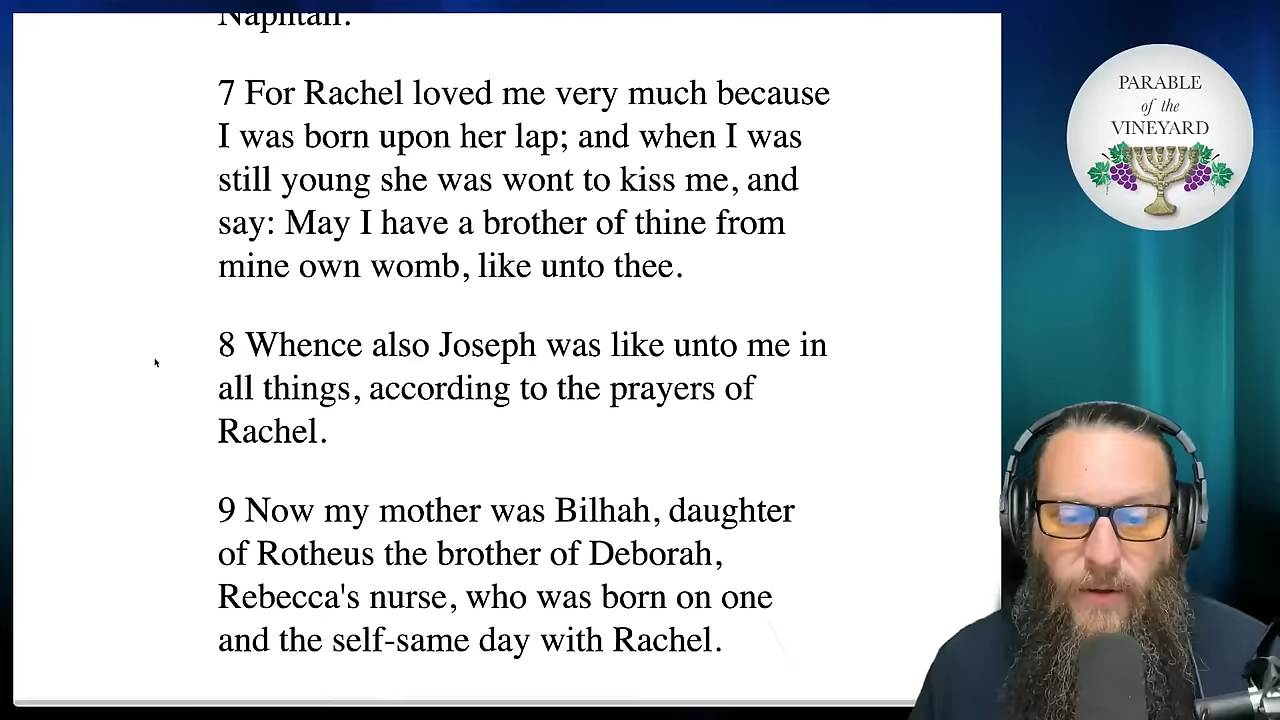 Naphtali.
7 For Rachel loved me very much because
I was born upon her lap; and when I was
still young she was wont to kiss me, and
say: May I have a brother of thine from
mine own womb, like unto thee.
8 Whence also Joseph was like unto me in
all things, according to the prayers of
Rachel.
9 Now my mother was Bilhah, daughter
of Rotheus the brother of Deborah,
Rebecca's nurse, who was born on one
and the self-same day with Rachel.
PARABLE
of the
VINEYARD